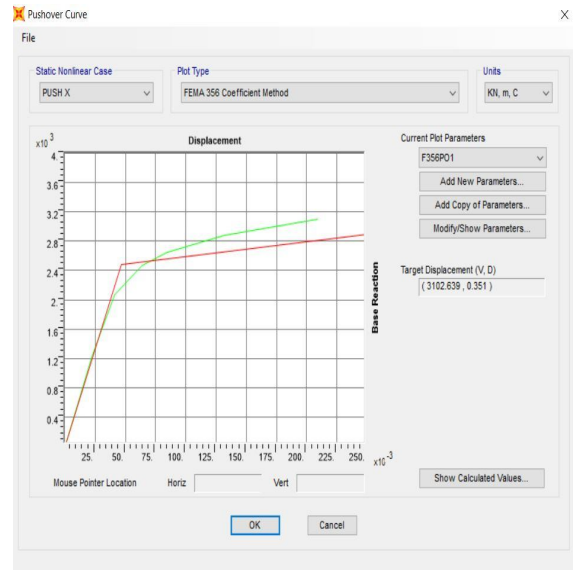 Pushover Curve
X
File
Static Nonlinear Case
PUSH X
Plot Type
FEMA 356 Coefficient Method
Units
KN, m, C
x10 3
Displacement
4.
3.6
3.2
2.8
2.4
2.
1.6
1.2
0.8
0.4
25. 50. 75. 100. 125. 150. 175. 200. 225. 250. x10 -3
Base Reaction
Mouse Pointer Location Horiz Vert
Current Plot Parameters
F356PO1
Add New Parameters...
Add Copy of Parameters...
Modify/Show Parameters...
Target Displacement (V, D)
( 3102.639 , 0.351 )
Show Calculated Values...
OK Cancel